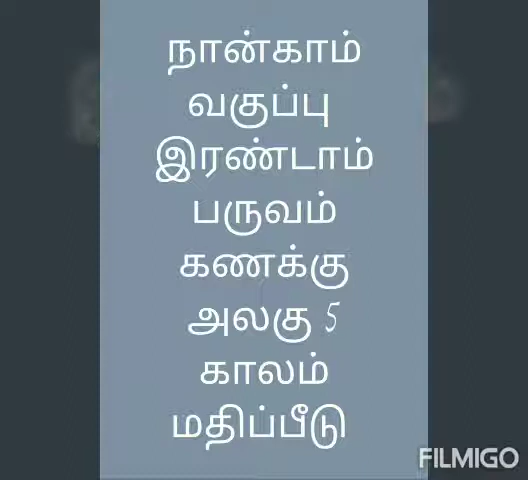 நான்காம்
வகுப்பு
இரண்டாம்
பருவம்
கணக்கு
அலகு 5
காலம்
மதிப்பீடு
FILMIGO